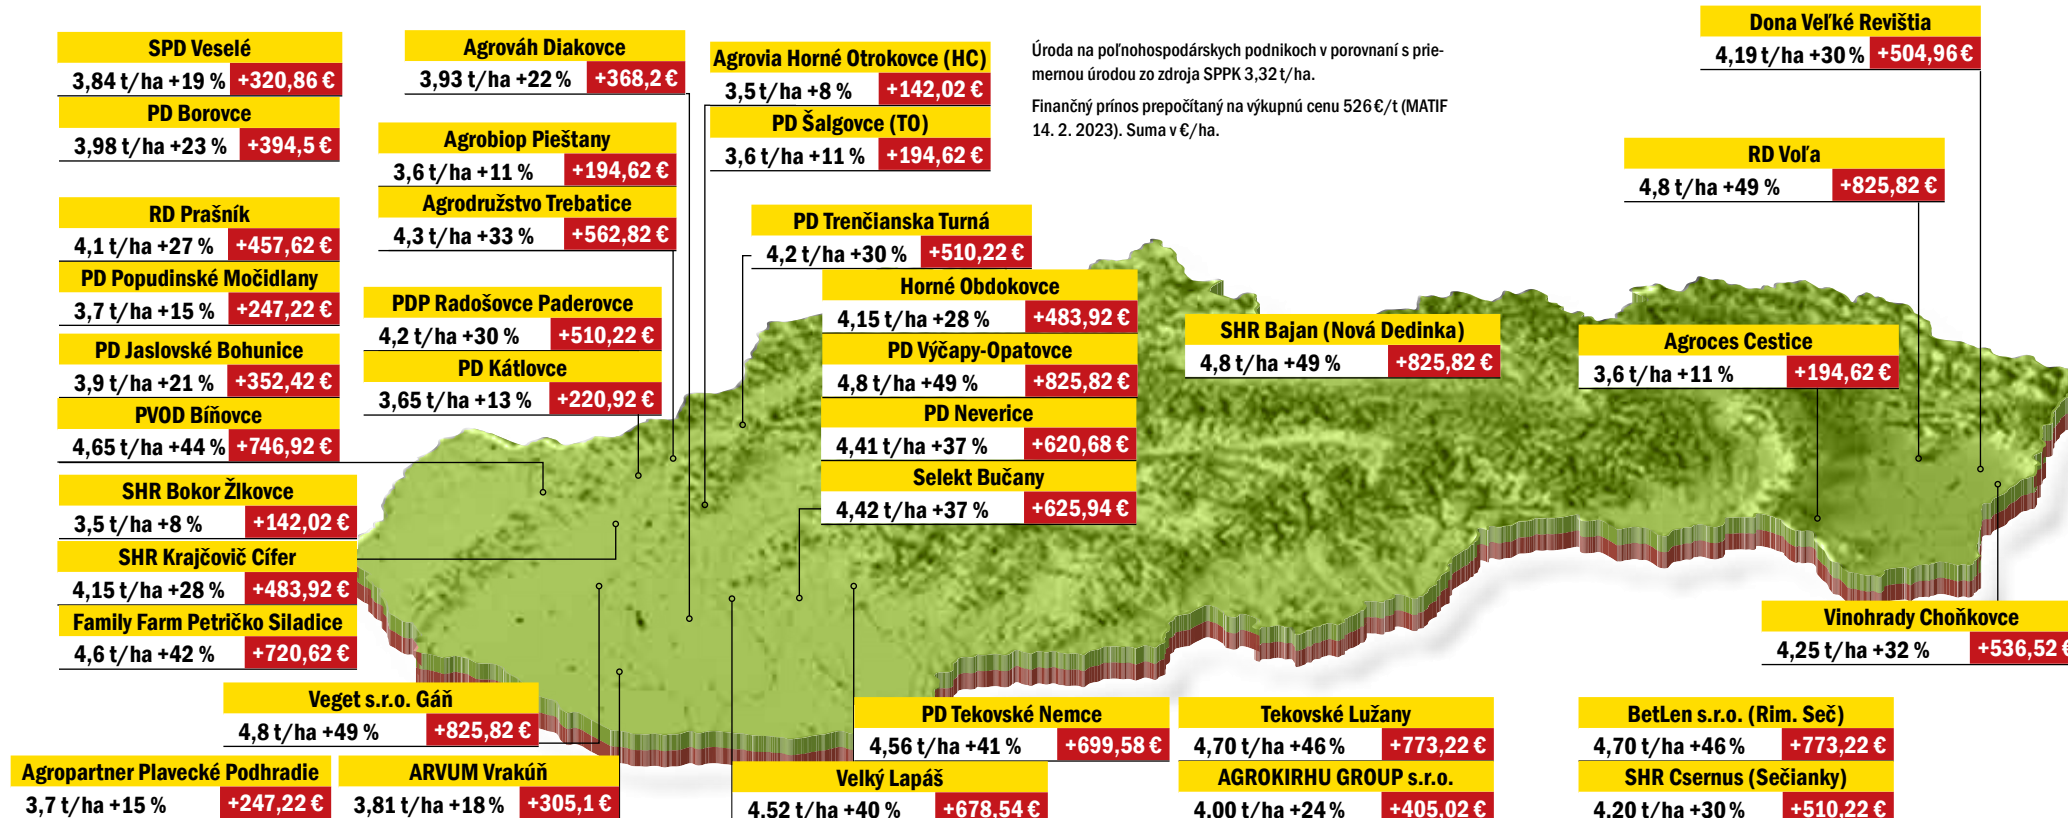 SPD Veselé
3,84 t/ha +19 % +320,86 €
PD Borovce
3,98 t/ha +23 % +394,5 €
RD Prašník
4,1 t/ha +27 % +457,62 €
PD Popudinské Močidlany
3,7 t/ha +15 % +247,22 €
PD Jaslovské Bohunice
3,9 t/ha +21 % +352,42 €
PVOD Bíňovce
4,65 t/ha +44 % +746,92 €
SHR Bokor Žlkovce
3,5 t/ha +8 % +142,02 €
SHR Krajčovič Cífer
4,15 t/ha +28 % +483,92 €
Family Farm Petričko Siladice
4,6 t/ha +42 % +720,62 €
Veget s.r.o. Gáň
4,8 t/ha +49 % +825,82 €
Agropartner Plavecké Podhradie
3,7 t/ha +15 % +247,22 €
ARVUM Vrakúň
3,81 t/ha +18 % +305,1 €
Agrováh Diakovce
3,93 t/ha +22 % +368,2 €
Agrobiop Pieštany
3,6 t/ha +11 % +194,62 €
Agrodružstvo Trebatice
4,3 t/ha +33 % +562,82 €
PDP Radošovce Paderovce
4,2 t/ha +30 % +510,22 €
PD Kátlovce
3,65 t/ha +13 % +220,92 €
Agrovia Horné Otrokovce (HC)
3,5 t/ha +8 % +142,02 €
PD Šalgovce (TO)
3,6 t/ha +11 % +194,62 €
PD Trenčianska Turná
4,2 t/ha +30 % +510,22 €
Horné Obdokovce
4,15 t/ha +28 % +483,92 €
PD Výčapy-Opatovce
4,8 t/ha +49 % +825,82 €
PD Neverice
4,41 t/ha +37 % +620,68 €
Selekt Bučany
4,42 t/ha +37 % +625,94 €
Úroda na poľnohospodárskych podnikoch v porovnaní s prie-
mernou úrodou zo zdroja SPPK 3,32 t/ha.
Finančný prínos prepočítaný na výkupnú cenu 526 €/t (MATIF
14. 2. 2023). Suma v €/ha.
SHR Bajan (Nová Dedinka)
4,8 t/ha +49 % +825,82 €
Dona Veľké Revištia
4,19 t/ha +30 % +504,96 €
RD Voľa
4,8 t/ha +49 % +825,82 €
Agroces Cestice
3,6 t/ha +11 % +194,62 €
Vinohrady Choňkovce
4,25 t/ha +32 % +536,52 €
PD Tekovské Nemce
4,56 t/ha +41 % +699,58 €
Velký Lapáš
4,52 t/ha +40 % +678,54 €
Tekovské Lužany
4,70 t/ha +46 % +773,22 €
AGROKIRHU GROUP s.r.o.
4,00 t/ha +24 % +405,02 €
BetLen s.r.o. (Rim. Seč)
4,70 t/ha +46 % +773,22 €
SHR Csernus (Sečianky)
4,20 t/ha +30 % +510,22 €